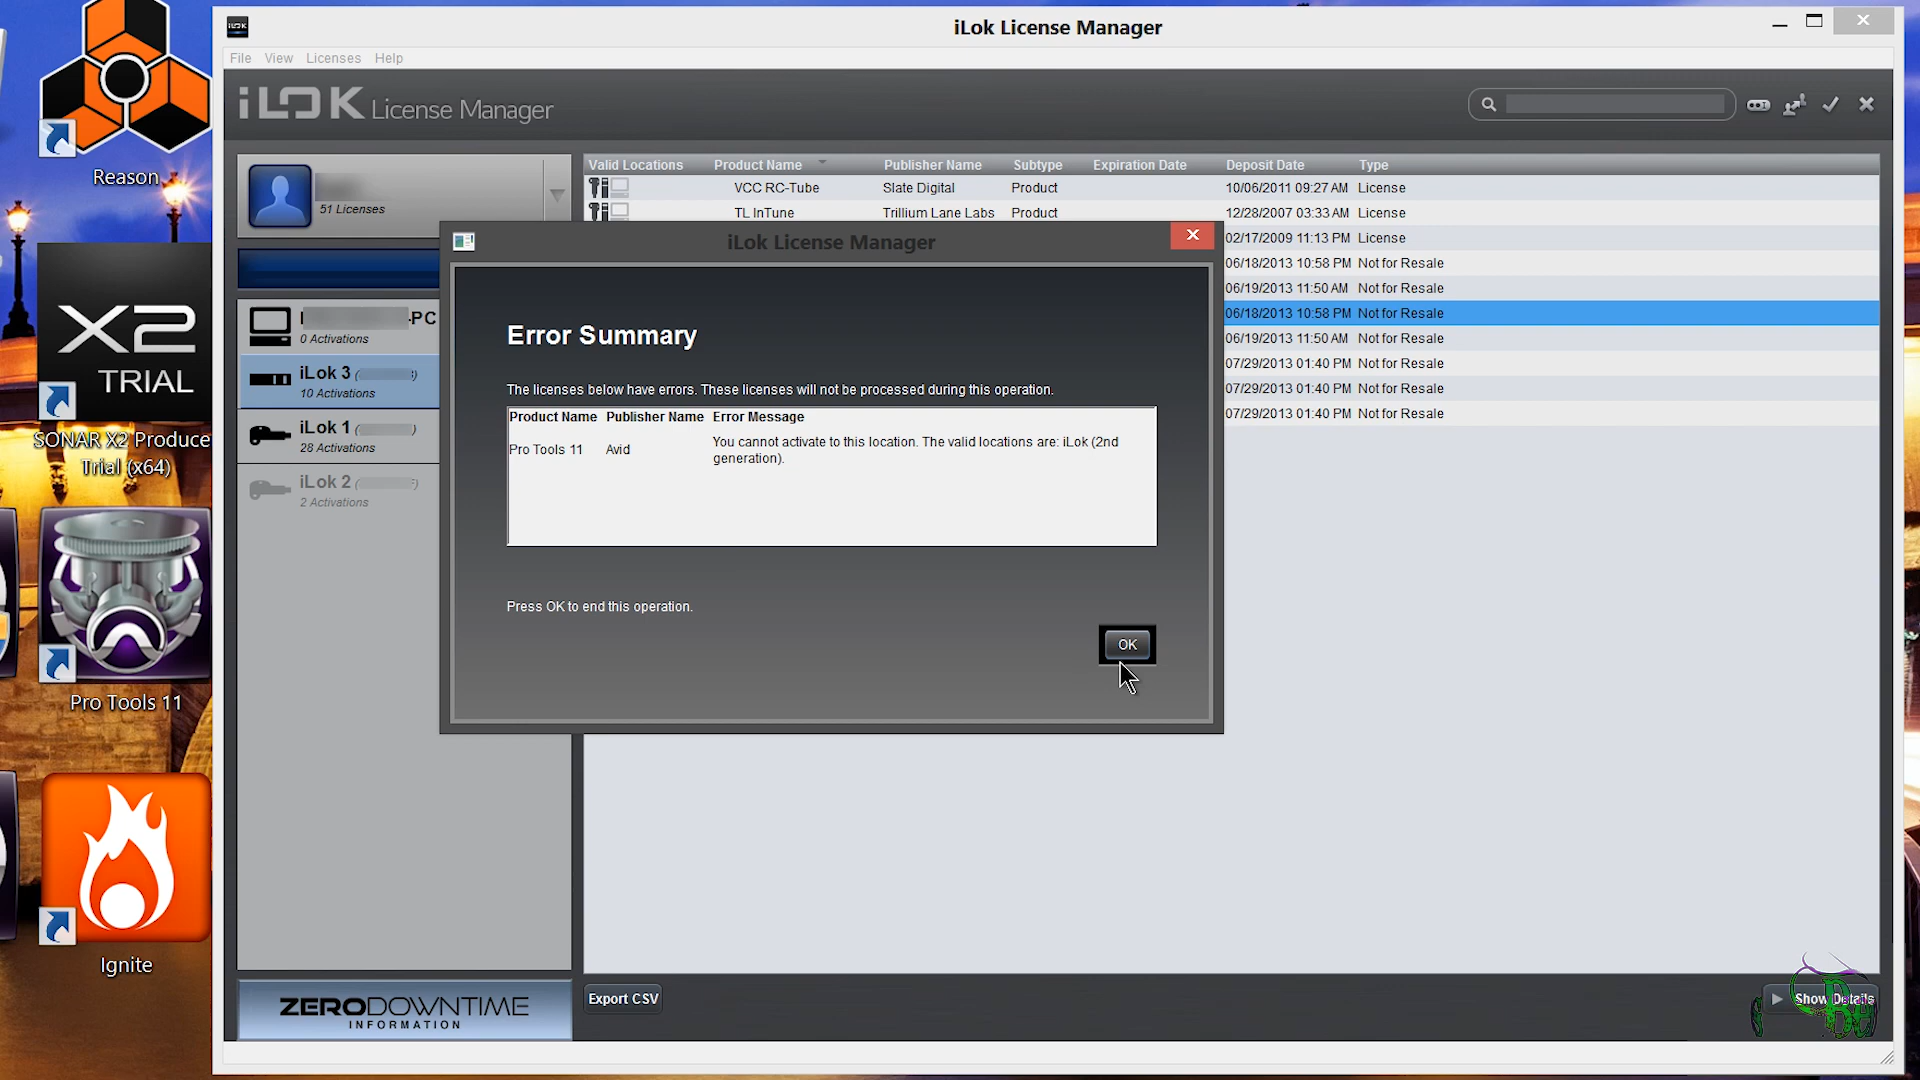 iLok License Manager
File View Licenses Help
iLOK License Manager
Reason
51 Licenses
Valid Locations Product Name Publisher Name Subtype Expiration Date Deposit Date Type
VCC RC-Tube Slate Digital Product 10/06/2011 09:27 AM License
TL InTune Trillium Lane Labs Product 12/28/2007 03:33 AM License
02/17/2009 11:13 PM License
06/18/2013 10:58 PM Not for Resale
06/19/2013 11:50 AM Not for Resale
06/18/2013 10:58 PM Not for Resale
06/19/2013 11:50 AM Not for Resale
07/29/2013 01:40 PM Not for Resale
07/29/2013 01:40 PM Not for Resale
07/29/2013 01:40 PM Not for Resale
-PC
0 Activations
iLok 3
10 Activations
iLok 1
28 Activations
iLok 2
2 Activations
iLok License Manager
Error Summary
The licenses below have errors. These licenses will not be processed during this operation.
Product Name Publisher Name Error Message
Pro Tools 11 Avid You cannot activate to this location. The valid locations are: iLok (2nd
generation).
Press OK to end this operation.
OK
X2
TRIAL
SONAR X2 Produce
Trial (x64)
Pro Tools 11
Ignite
ZERODOWNTIME
INFORMATION
Export CSV
Show Details